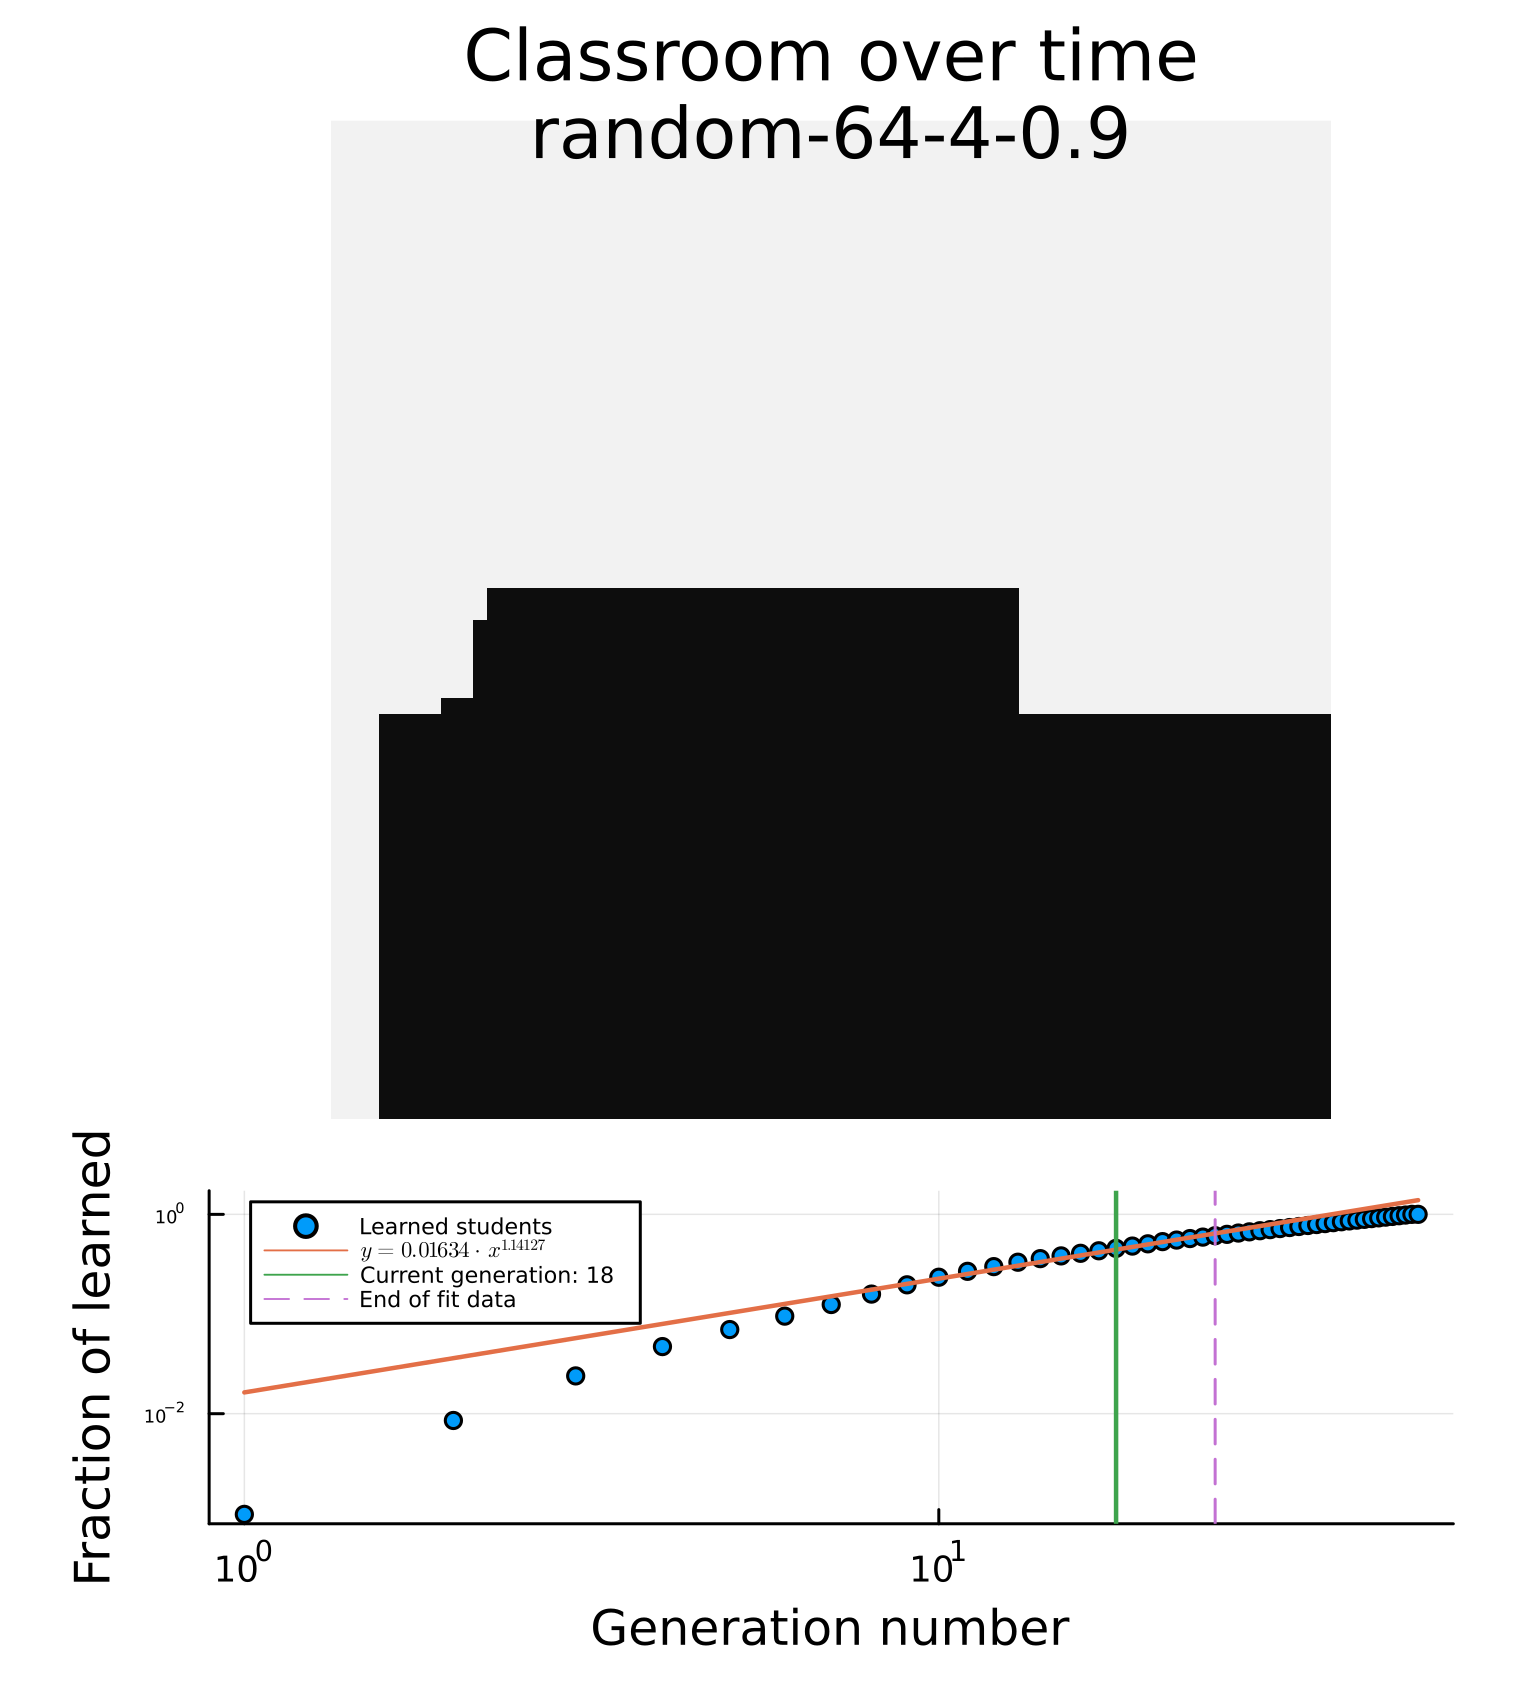 Classroom over time
random-64-4-0.9
Fraction of learned
10^0
10^-2
Learned students
y = 0.01634 · x^1.14127
Current generation: 18
End of fit data
10^0
10^1
Generation number